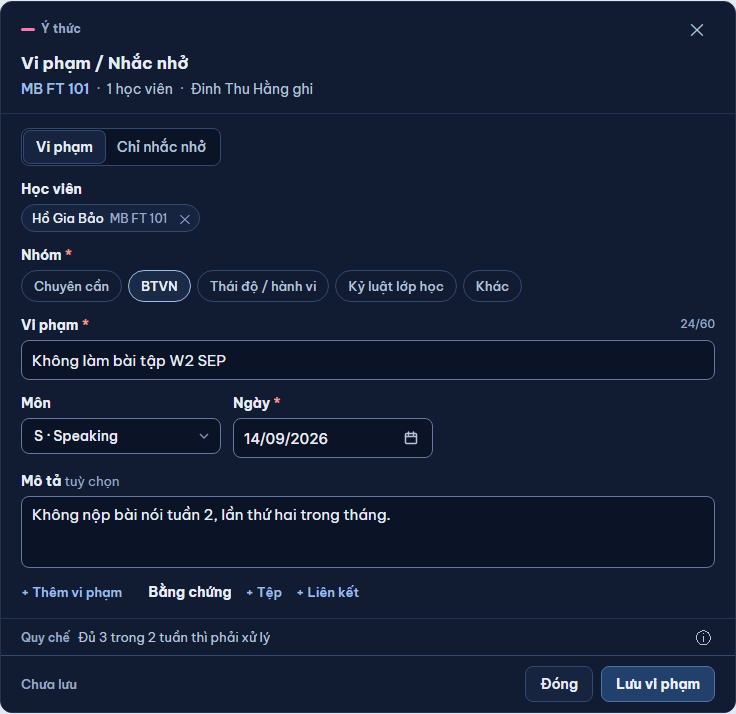 Ý thức
Vi phạm / Nhắc nhở
MB FT 101 · 1 học viên · Đinh Thu Hằng ghi
Vi phạm Chỉ nhắc nhở
Học viên
Hồ Gia Bảo MB FT 101
Nhóm *
Chuyên cần BTVN Thái độ / hành vi Kỷ luật lớp học Khác
Vi phạm * 24/60
Không làm bài tập W2 SEP
Môn Ngày *
S · Speaking 14/09/2026
Mô tả tuỳ chọn
Không nộp bài nói tuần 2, lần thứ hai trong tháng.
+ Thêm vi phạm Bằng chứng + Tệp + Liên kết
Quy chế Đủ 3 trong 2 tuần thì phải xử lý
Chưa lưu Đóng Lưu vi phạm